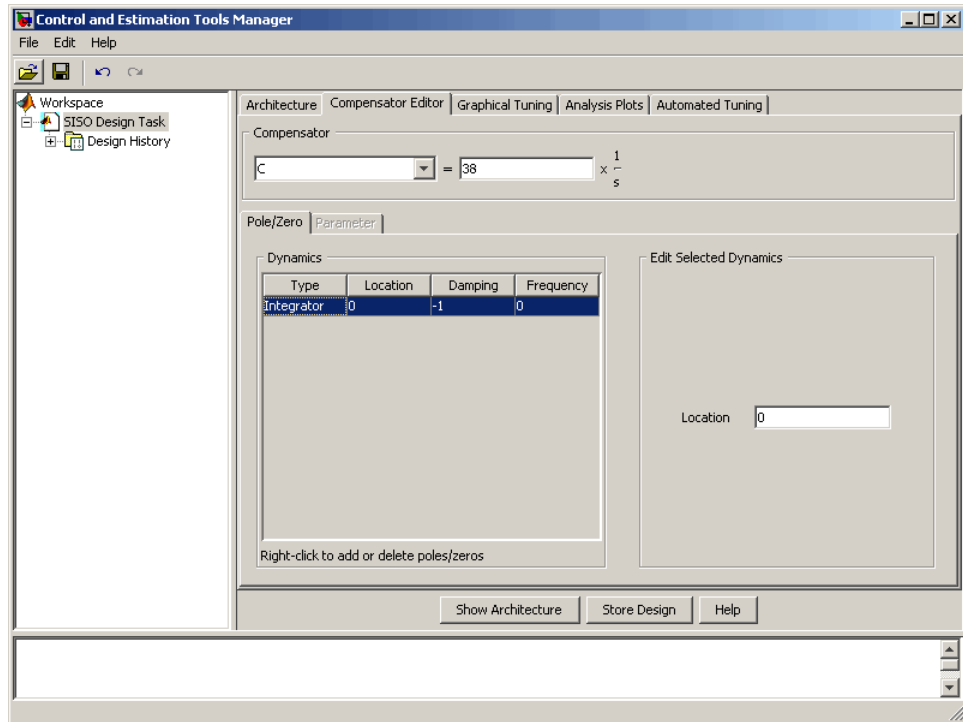 Control and Estimation Tools Manager
File Edit Help
Workspace
SISO Design Task
Design History
Architecture Compensator Editor Graphical Tuning Analysis Plots Automated Tuning
Compensator
C = 38 x 1
s
Pole/Zero Parameter
Dynamics
Type Location Damping Frequency
Integrator 0 -1 0
Right-click to add or delete poles/zeros
Edit Selected Dynamics
Location 0
Show Architecture Store Design Help